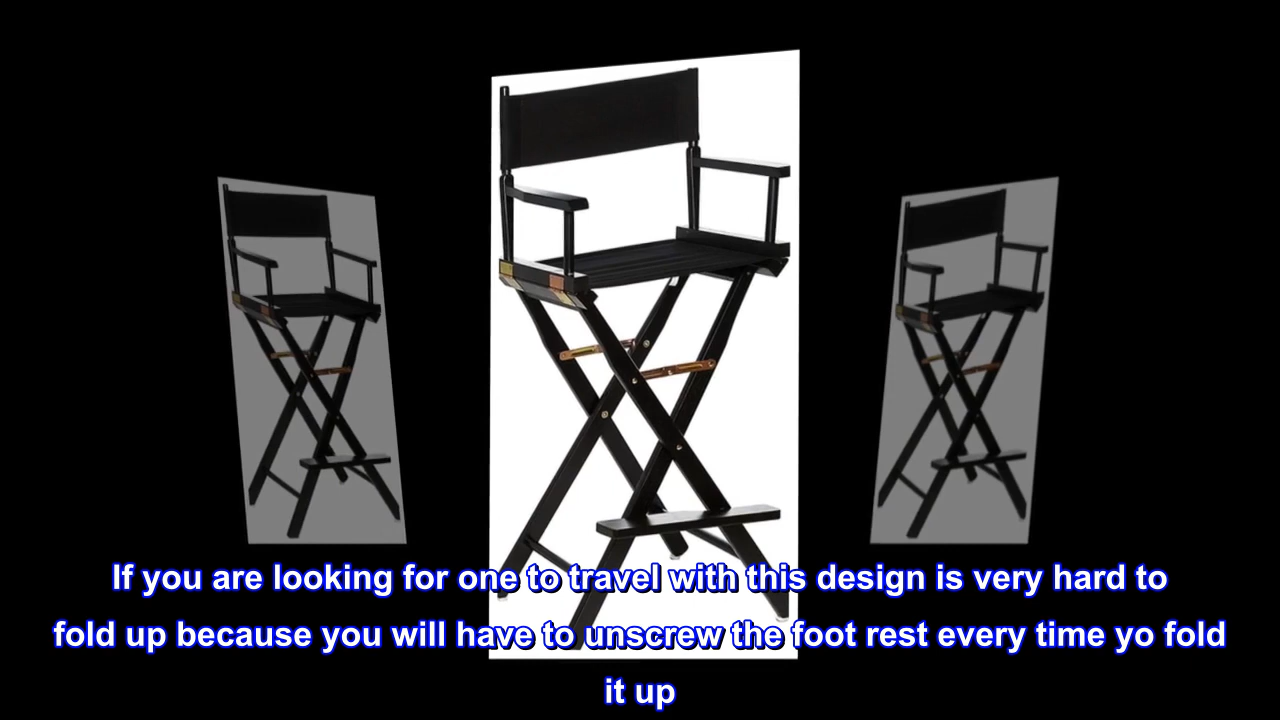 If you are looking for one to travel with this design is very hard to
fold up because you will have to unscrew the foot rest every time yo fold
it up